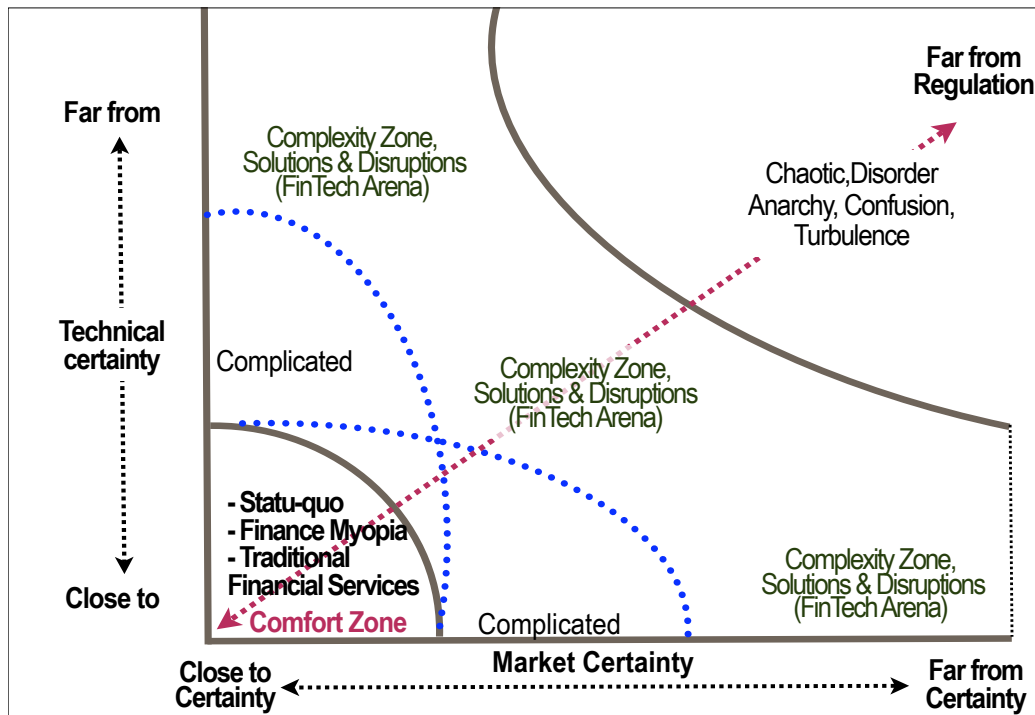 Far from
Regulation
Far from
Complexity Zone,
Solutions & Disruptions
(FinTech Arena)
Chaotic,Disorder
Anarchy, Confusion,
Turbulence
Technical
certainty
Complicated
Complexity Zone,
Solutions & Disruptions
(FinTech Arena)
- Statu-quo
- Finance Myopia
- Traditional
Financial Services
Comfort Zone
Close to
Complexity Zone,
Solutions & Disruptions
(FinTech Arena)
Complicated
Market Certainty
Close to
Certainty
Far from
Certainty